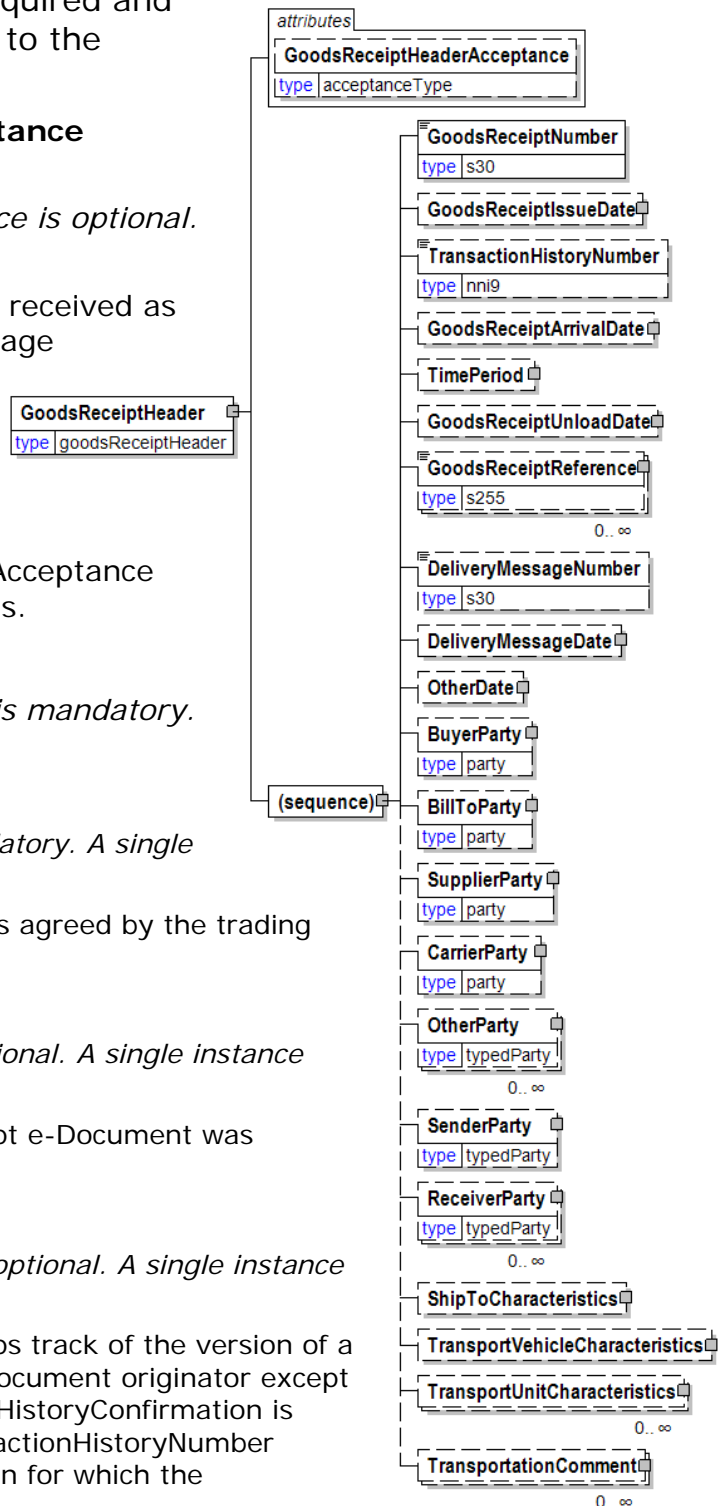 quired and
to the
tance
ce is optional.
received as
age
Acceptance
s.
is mandatory.
latory. A single
s agreed by the trading
ional. A single instance
ot e-Document was
optional. A single instance
ps track of the version of a
ocument originator except
HistoryConfirmation is
actionHistoryNumber
n for which the
GoodsReceiptHeader
type goodsReceiptHeader
attributes
GoodsReceiptHeaderAcceptance
type acceptanceType
(sequence)
GoodsReceiptNumber
type s30
GoodsReceiptIssueDate
TransactionHistoryNumber
type nni9
GoodsReceiptArrivalDate
TimePeriod
GoodsReceiptUnloadDate
GoodsReceiptReference
type s255
0.. ∞
DeliveryMessageNumber
type s30
DeliveryMessageDate
OtherDate
BuyerParty
type party
BillToParty
type party
SupplierParty
type party
CarrierParty
type party
OtherParty
type typedParty
0.. ∞
SenderParty
type typedParty
ReceiverParty
type typedParty
0.. ∞
ShipToCharacteristics
TransportVehicleCharacteristics
TransportUnitCharacteristics
0.. ∞
TransportationComment
0.. ∞